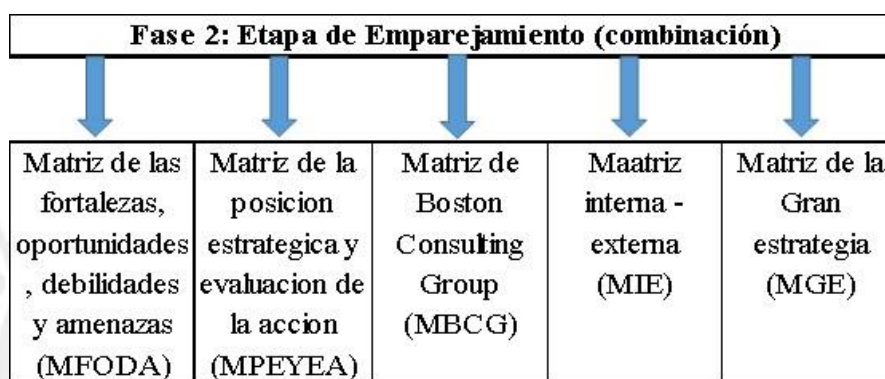 Fase 2: Etapa de Emparejamiento (combinación)
Matriz de las
fortalezas,
oportunidades
, debilidades
y amenazas
(MFODA)
Matriz de la
posicion
estrategica y
evaluacion de
la accion
(MPEYEA)
Matriz de
Boston
Consulting
Group
(MBCG)
Maatriz
interna -
externa
(MIE)
Matriz de la
Gran
estrategia
(MGE)